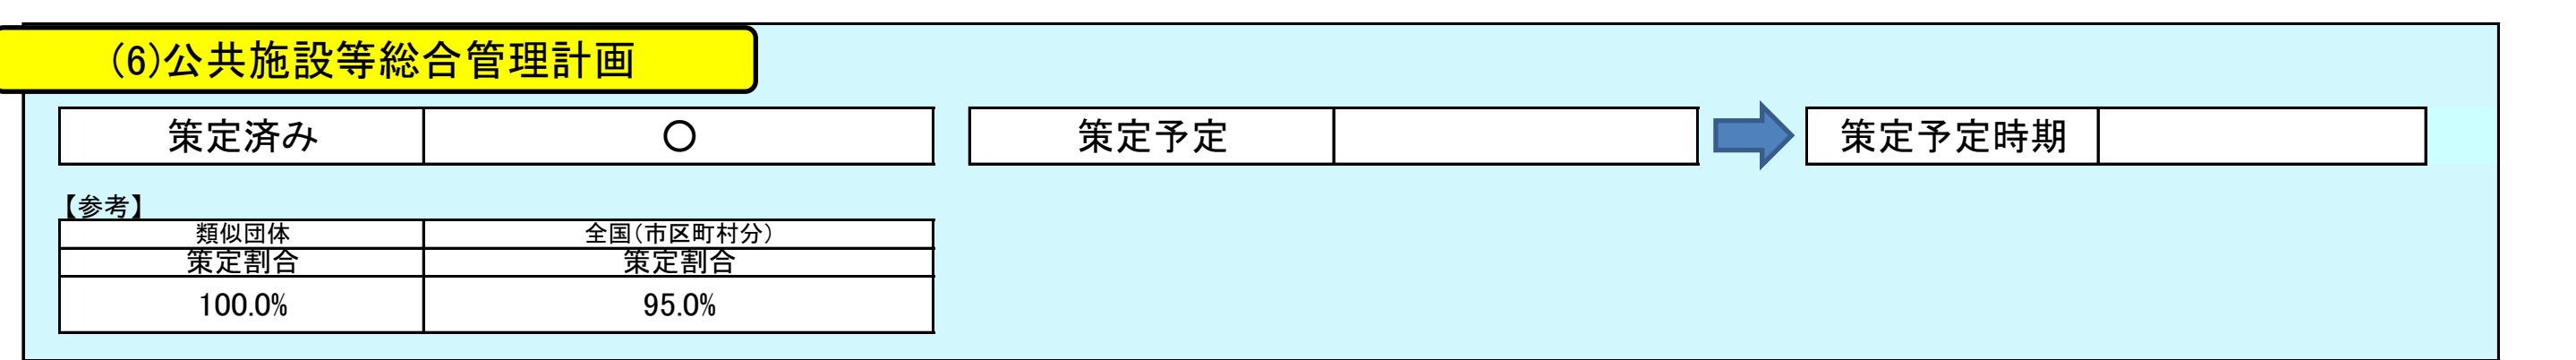 (6)公共施設等総合管理計画
策定済み ○ 策定予定 策定予定時期
【参考】
類似団体 全国(市区町村分)
策定割合 策定割合
100.0% 95.0%